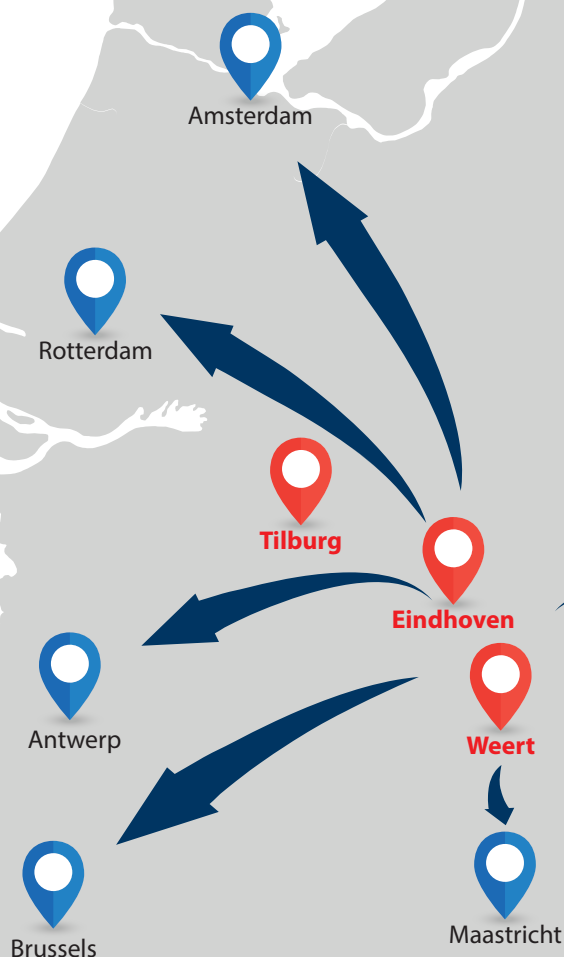 Amsterdam
Rotterdam
Tilburg
Eindhoven
Antwerp
Weert
Maastricht
Brussels